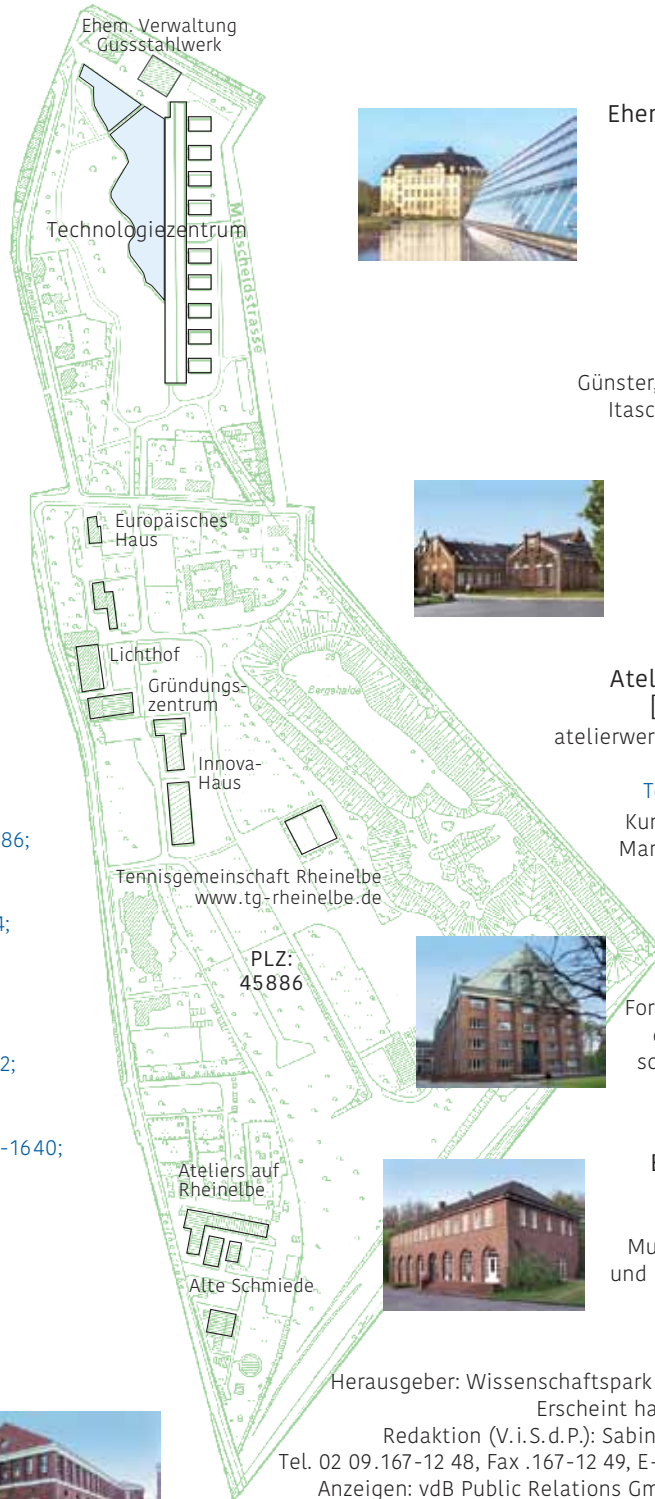 Ehem. Verwaltung
Gussstahlwerk
Technologiezentrum
Munscheidstrasse
Europäisches
Haus
Lichthof
Gründungs-
zentrum
Innova-
Haus
Bergehalde
Tennisgemeinschaft Rheinelbe
www.tg-rheinelbe.de
PLZ:
45886
Ateliers auf
Rheinelbe
Alte Schmiede
86;
4;
2;
-1640;
Eher
Günster,
Itasc
Atel
[
atelierwer
T
Kur
Mar
For
sc
E
Mu
und
Herausgeber: Wissenschaftspark
Erscheint ha
Redaktion (V.i.S.d.P.): Sabin
Tel. 02 09.167-12 48, Fax .167-12 49, E-
Anzeigen: vdB Public Relations Gm